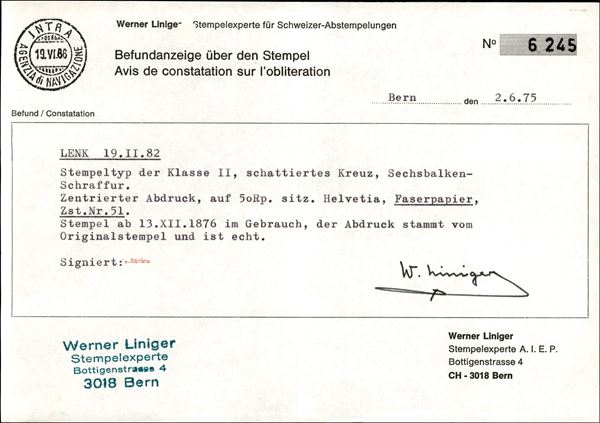 Werner Linige Stempelexperte für Schweizer-Abstempelungen
INTRA
19.VI.86
AGENZIA di NAVIGAZIONE
Befundanzeige über den Stempel
Avis de constatation sur l'obliteration
Nº 6 245
Bern den 2.6.75
Befund / Constatation
LENK 19.II.82
Stempeltyp der Klasse II, schattiertes Kreuz, Sechsbalken-
Schraffur.
Zentrierter Abdruck, auf 5oRp. sitz. Helvetia, Faserpapier,
Zst.Nr.51.
Stempel ab 13.XII.1876 im Gebrauch, der Abdruck stammt vom
Originalstempel und ist echt.
Signiert:
W. Liniger
Werner Liniger
Stempelexperte
Bottigenstrasse 4
3018 Bern
Werner Liniger
Stempelexperte A. I. E. P.
Bottigenstrasse 4
CH - 3018 Bern